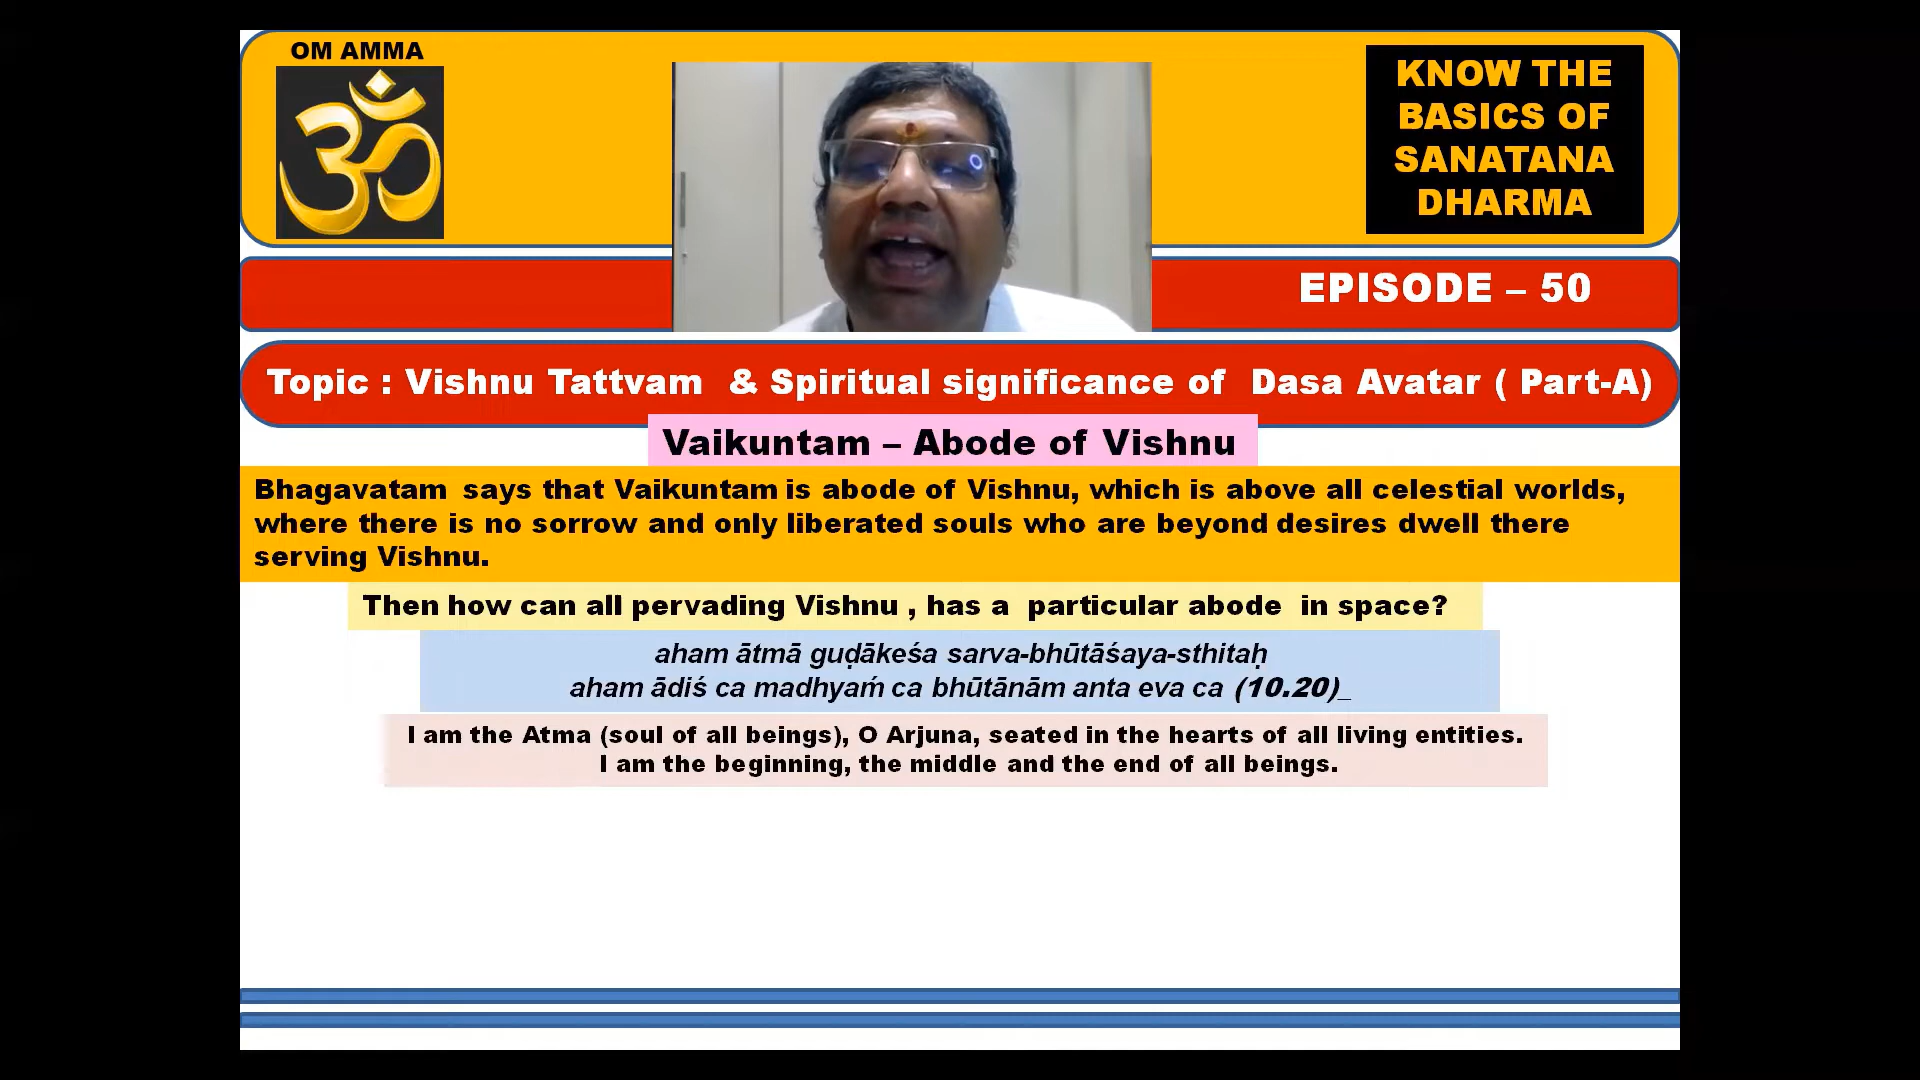 OM AMMA
KNOW THE
BASICS OF
SANATANA
DHARMA
EPISODE – 50
Topic : Vishnu Tattvam & Spiritual significance of Dasa Avatar ( Part-A)
Vaikuntam – Abode of Vishnu
Bhagavatam says that Vaikuntam is abode of Vishnu, which is above all celestial worlds,
where there is no sorrow and only liberated souls who are beyond desires dwell there
serving Vishnu.
Then how can all pervading Vishnu , has a particular abode in space?
aham ātmā guḍākeśa sarva-bhūtāśaya-sthitaḥ
aham ādiś ca madhyaḿ ca bhūtānām anta eva ca (10.20)_
I am the Atma (soul of all beings), O Arjuna, seated in the hearts of all living entities.
I am the beginning, the middle and the end of all beings.